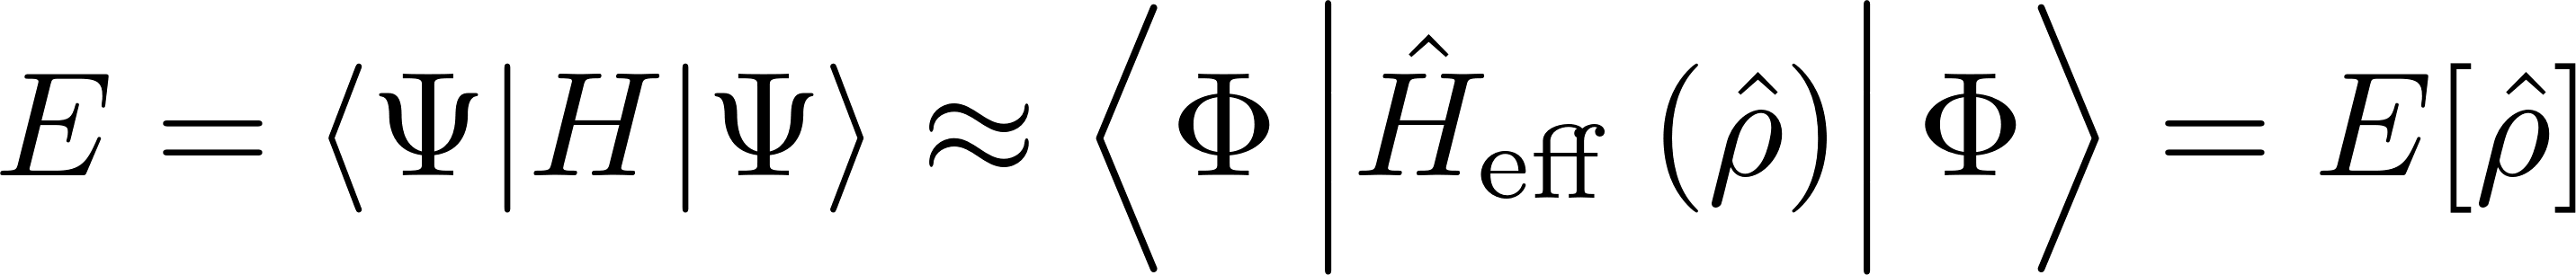 E = ⟨Ψ|H|Ψ⟩ ≈ ⟨Φ|Ĥ_eff (ρ̂)|Φ⟩ = E[ρ̂]